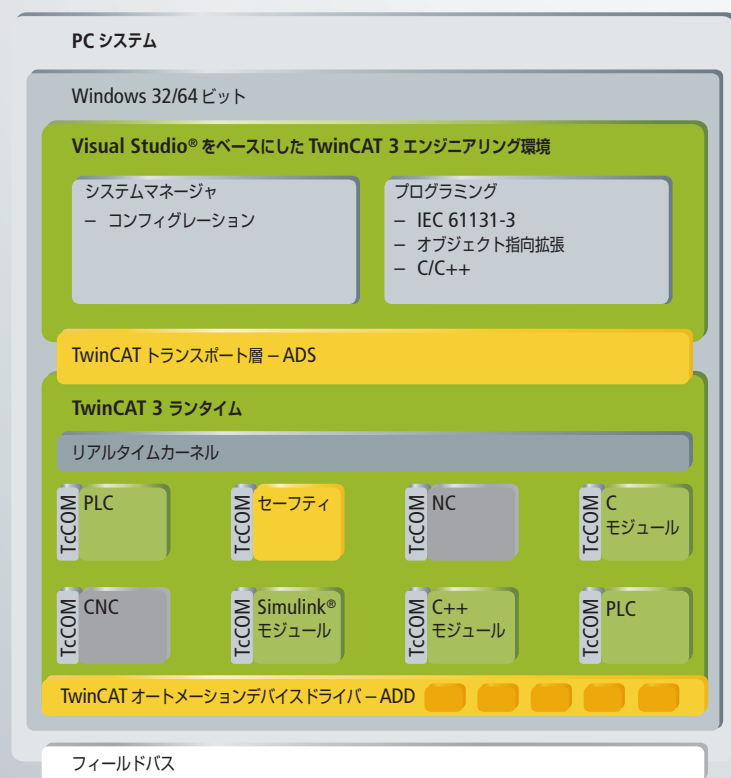 PC システム
Windows 32/64 ビット
Visual Studio® をベースにした TwinCAT 3 エンジニアリング環境
システムマネージャ
– コンフィグレーション
プログラミング
– IEC 61131-3
– オブジェクト指向拡張
– C/C++
TwinCAT トランスポート層 – ADS
TwinCAT 3 ランタイム
リアルタイムカーネル
TcCOM
PLC
TcCOM
セーフティ
TcCOM
NC
TcCOM
C
モジュール
TcCOM
CNC
TcCOM
Simulink®
モジュール
TcCOM
C++
モジュール
TcCOM
PLC
TwinCAT オートメーションデバイスドライバ – ADD
フィールドバス